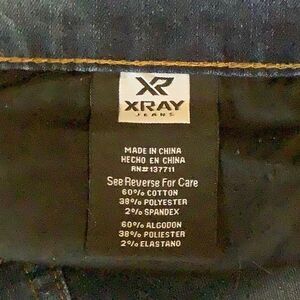 XR
XRAY
JEANS
MADE IN CHINA
HECHO EN CHINA
RN#137711
See Reverse For Care
60% COTTON
38% POLYESTER
2% SPANDEX
60% ALGODON
38% POLIESTER
2% ELASTANO